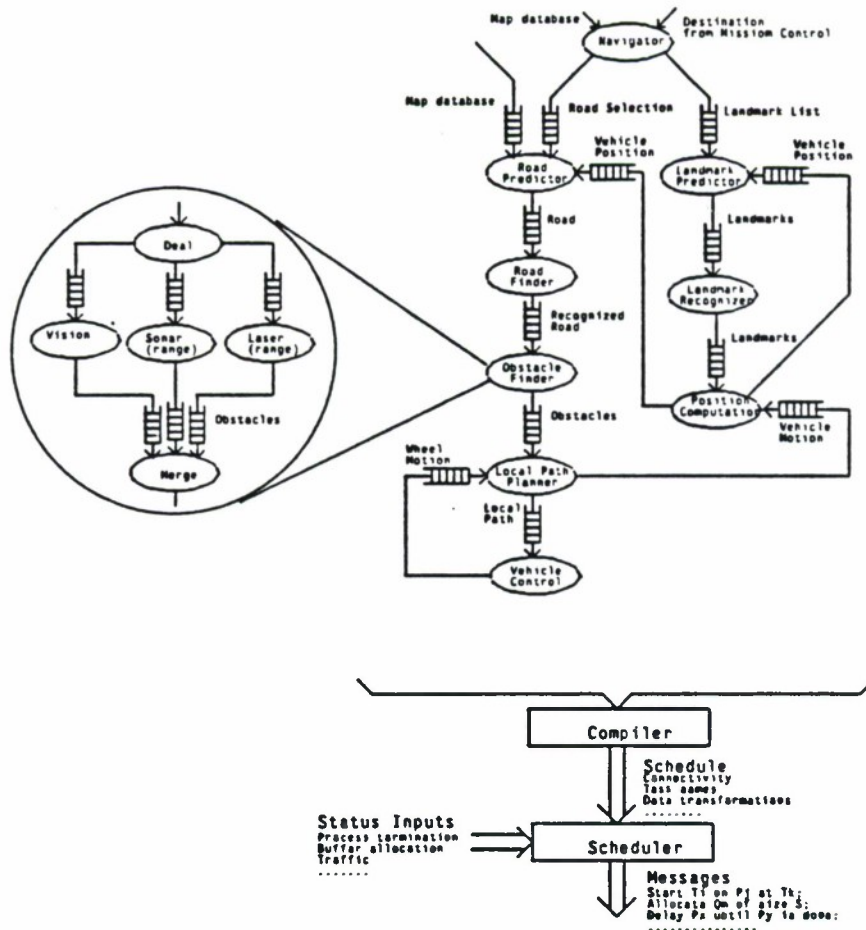 Map database
Destination
from Missiom Control
Navigator
Map database
Road Selection
Landmark List
Vehicle
Position
Vehicle
Position
Road
Predictor
Landmark
Predictor
Road
Landmarks
Deal
Road
Finder
Landmark
Recognizer
Vision
Sonar
(range)
Laser
(range)
Recognized
Road
Landmarks
Obstacle
Finder
Position
Computation
Obstacles
Obstacles
Vehicle
Motion
Wheel
Motion
Merge
Local Path
Planner
Local
Path
Vehicle
Control
Compiler
Schedule
Connectivity
Tass names
Data transformations
Status Inputs
Process termination
Buffer allocation
Traffic
.......
Scheduler
Messages
Start Ti on Pj at Tk;
Allocata Qm of size S;
Delay Px until Py is done;